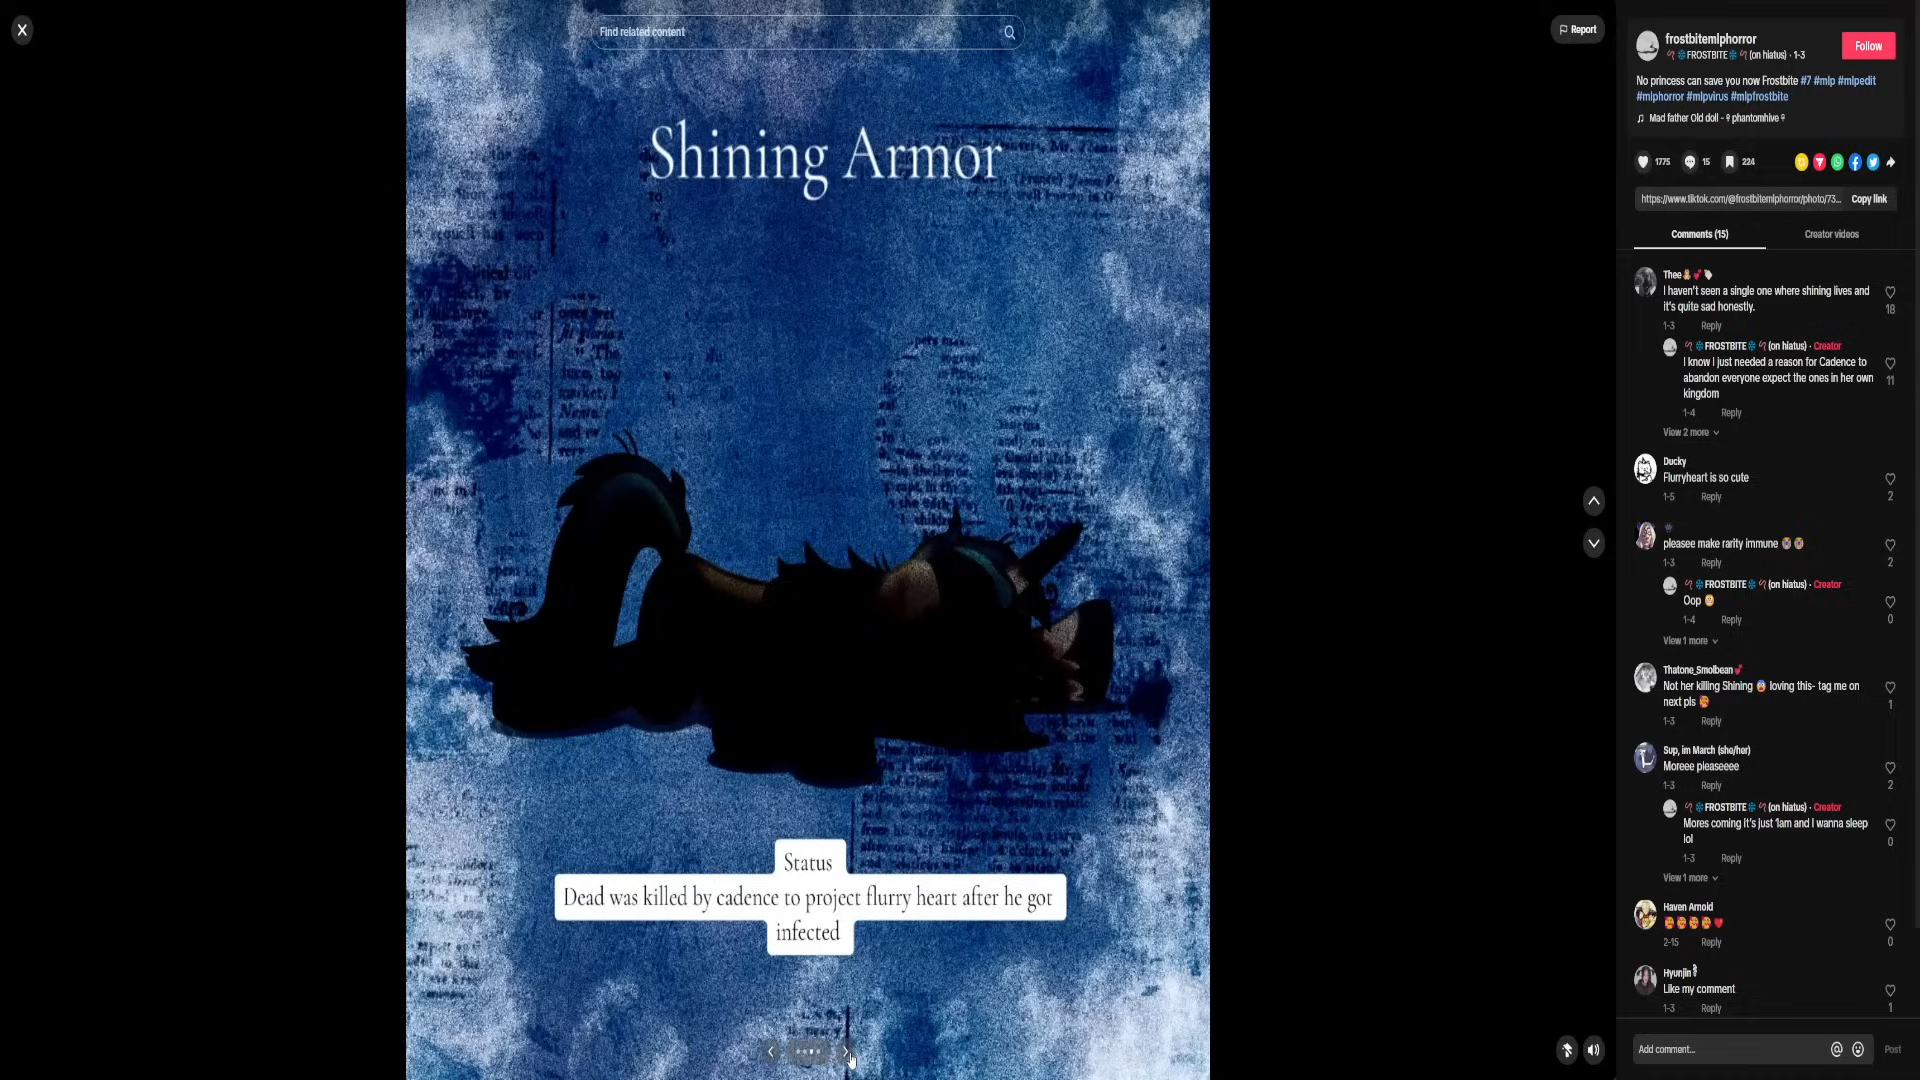 Find related content
Report
Shining Armor
Status
Dead was killed by cadence to project flurry heart after he got
infected
frostbitemlphorror
FROSTBITE (on hiatus) · 1-3
Follow
No princess can save you now Frostbite #7 #mlp #mlpedit
#mlphorror #mlpvirus #mlpfrostbite
Mad father Old doll - phantomhive
1775
15
224
https://www.tiktok.com/@frostbitemlphorror/photo/73...
Copy link
Comments (15)
Creator videos
Thee
I haven't seen a single one where shining lives and
it's quite sad honestly.
18
1-3 Reply
FROSTBITE (on hiatus) · Creator
I know I just needed a reason for Cadence to
abandon everyone expect the ones in her own
kingdom
11
1-4 Reply
View 2 more
Ducky
Flurryheart is so cute
1-5 Reply
2
pleasee make rarity immune
1-3 Reply
2
FROSTBITE (on hiatus) · Creator
Oop
1-4 Reply
0
View 1 more
Thatone_Smolbean
Not her killing Shining loving this- tag me on
next pls
1
1-3 Reply
Sup, im March (she/her)
Moreee pleaseeee
1-3 Reply
2
FROSTBITE (on hiatus) · Creator
Mores coming it's just 1am and I wanna sleep
lol
0
1-3 Reply
View 1 more
Haven Arnold
2-15 Reply
0
Hyunjin
Like my comment
1-3 Reply
1
Add comment...
Post